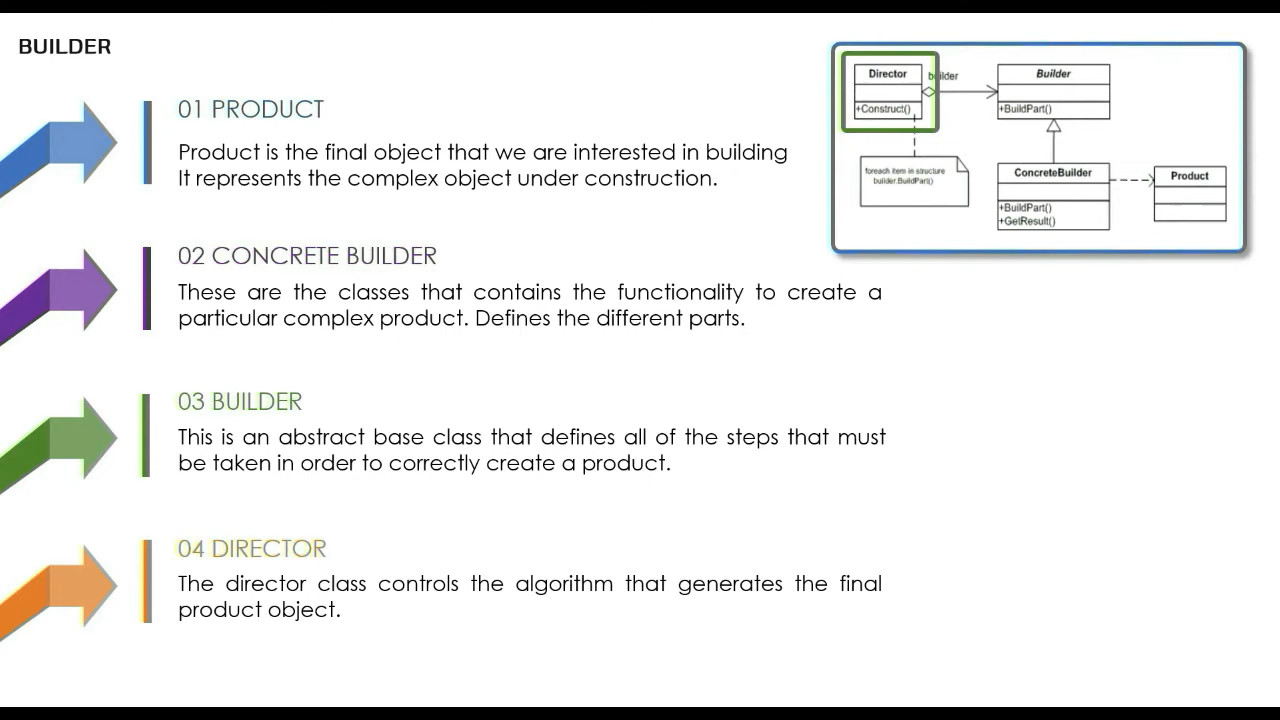 BUILDER
01 PRODUCT
Product is the final object that we are interested in building
It represents the complex object under construction.
02 CONCRETE BUILDER
These are the classes that contains the functionality to create a
particular complex product. Defines the different parts.
03 BUILDER
This is an abstract base class that defines all of the steps that must
be taken in order to correctly create a product.
04 DIRECTOR
The director class controls the algorithm that generates the final
product object.
Director
builder
Builder
+Construct()
+BuildPart()
foreach item in structure
builder.BuildPart()
ConcreteBuilder
Product
+BuildPart()
+GetResult()